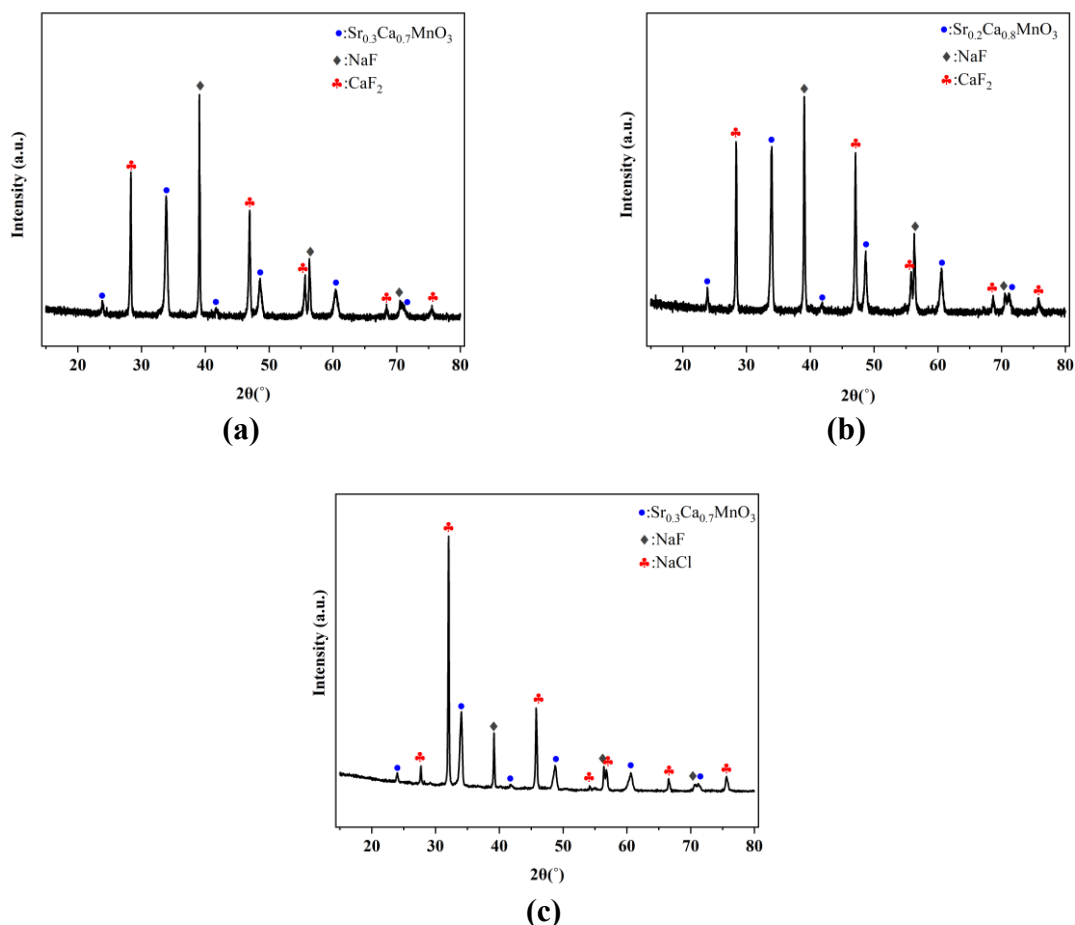 ●:Sr₀.₃Ca₀.₇MnO₃
◆:NaF
♣:CaF₂
Intensity (a.u.)
20 30 40 50 60 70 80
2θ(°)
(a)
●:Sr₀.₂Ca₀.₈MnO₃
◆:NaF
♣:CaF₂
Intensity (a.u.)
20 30 40 50 60 70 80
2θ(°)
(b)
●:Sr₀.₃Ca₀.₇MnO₃
◆:NaF
♣:NaCl
Intensity (a.u.)
20 30 40 50 60 70 80
2θ(°)
(c)